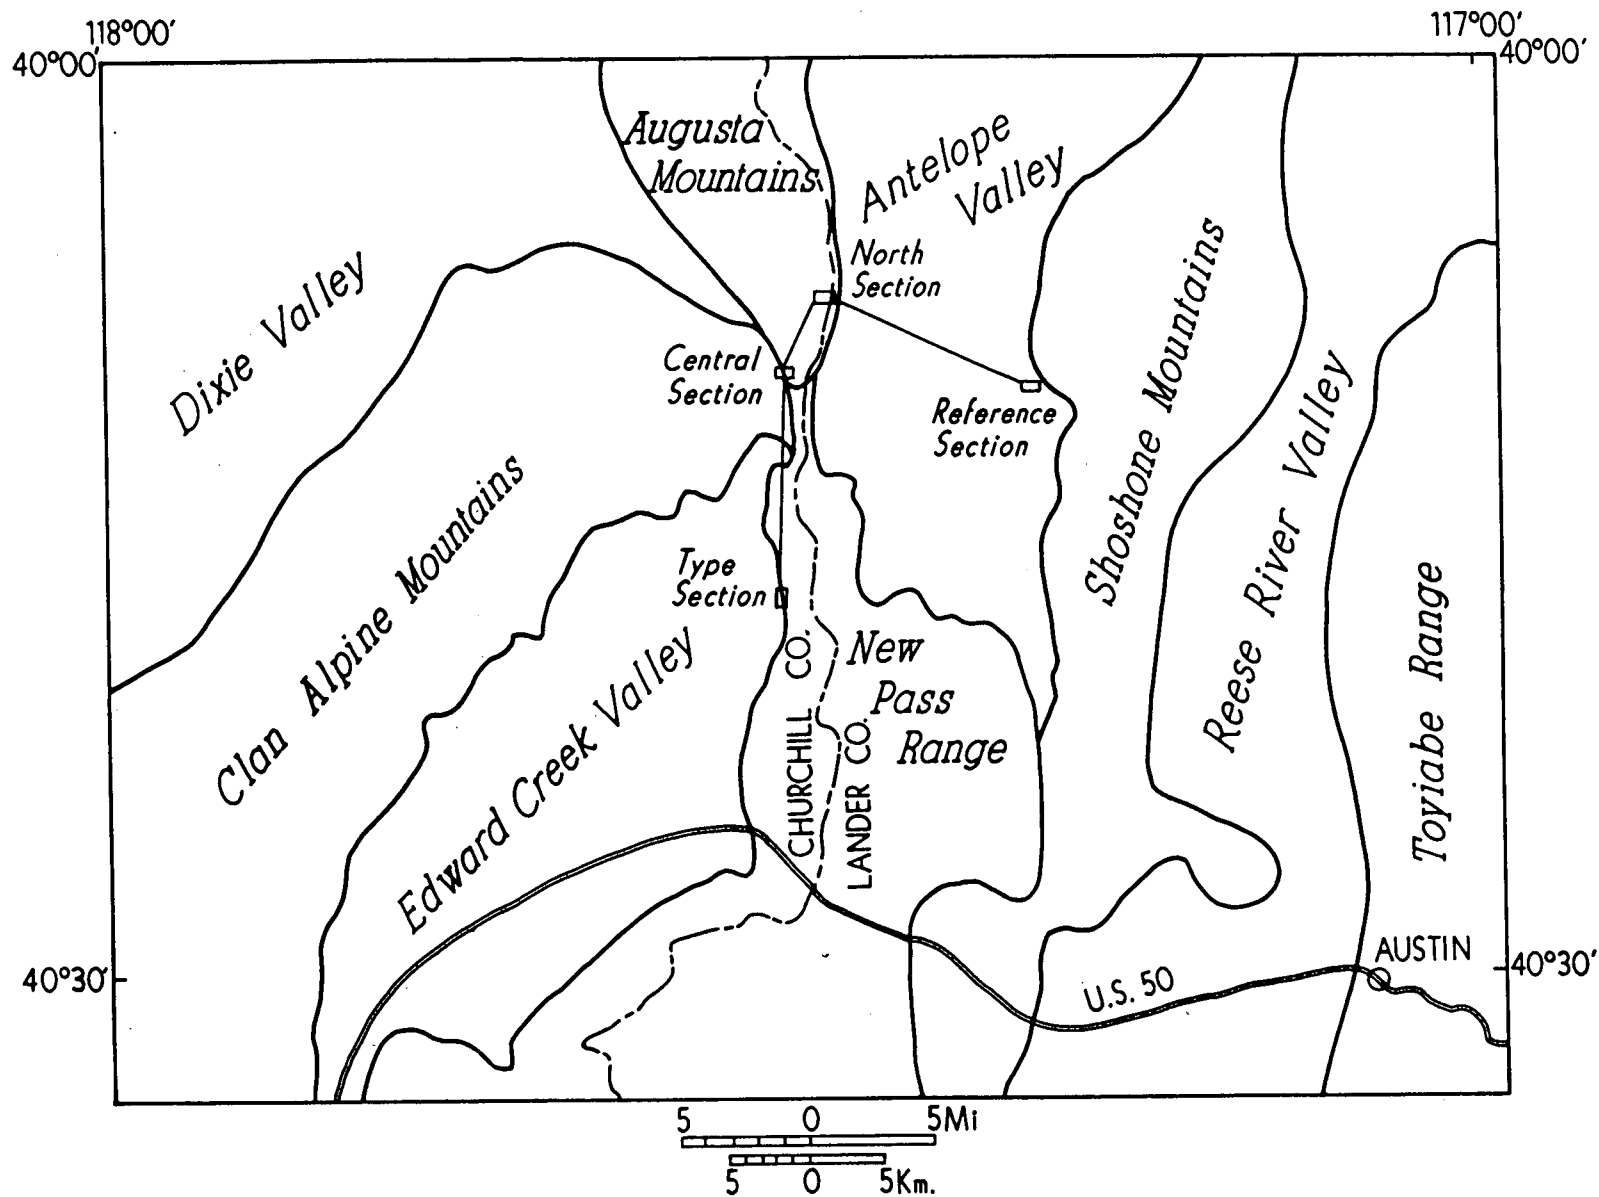 118°00'
117°00'
40°00'
40°00'
Augusta
Mountains
Antelope
Valley
North
Section
Dixie Valley
Central
Section
Reference
Section
Shoshone Mountains
Reese River Valley
Clan Alpine Mountains
Type
Section
Edward Creek Valley
CHURCHILL CO.
LANDER CO.
New
Pass
Range
Toyiabe Range
AUSTIN
40°30'
40°30'
U.S. 50
5 0 5Mi
5 0 5Km.